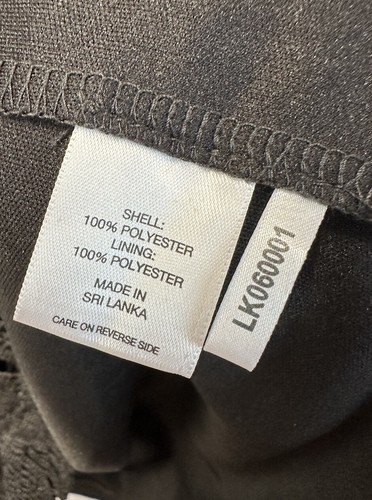 SHELL:
100% POLYESTER
LINING:
100% POLYESTER
MADE IN
SRI LANKA
CARE ON REVERSE SIDE
LK060001